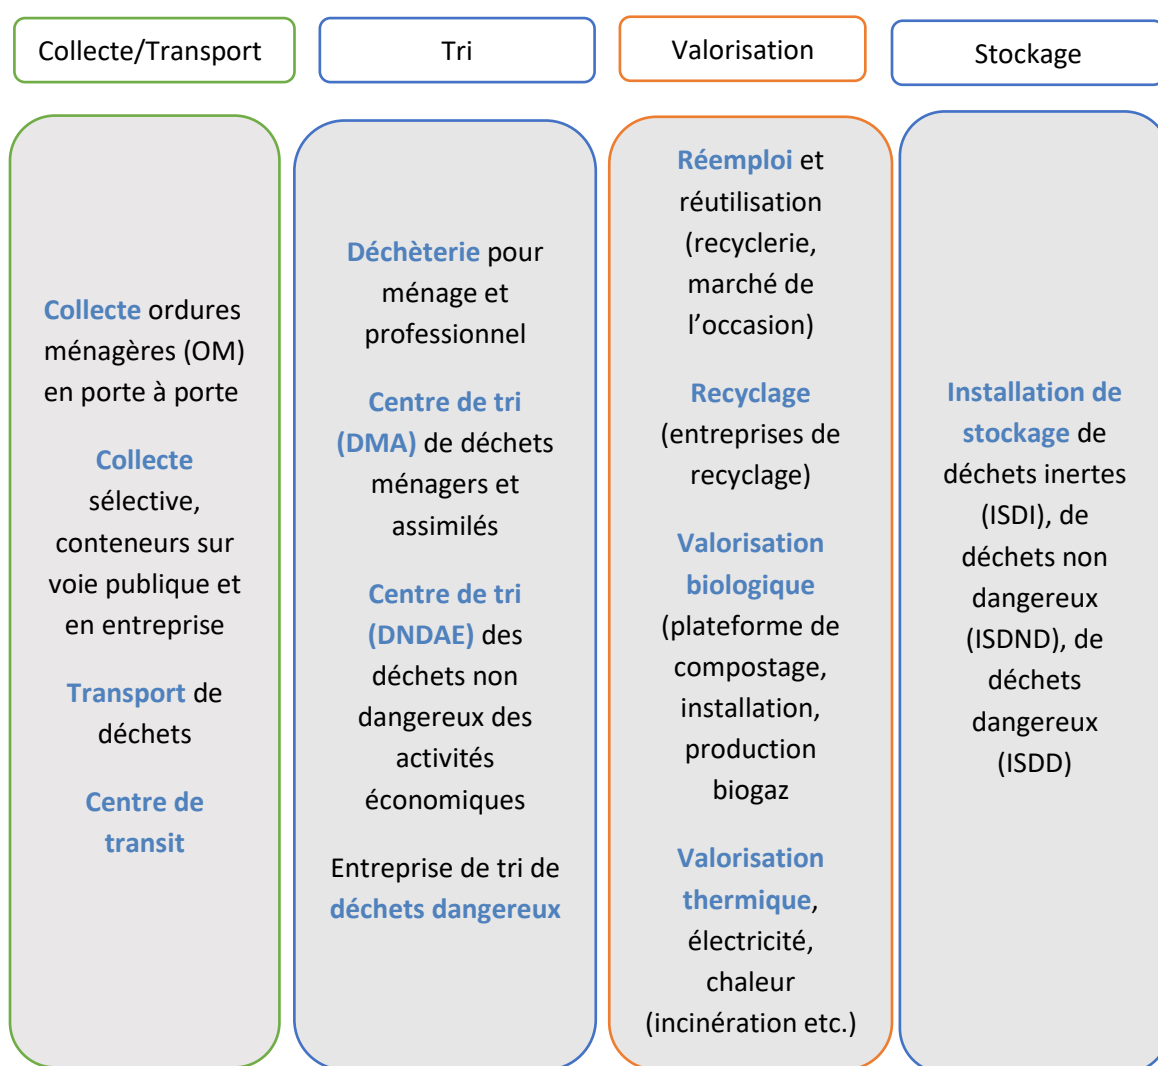 Collecte/Transport
Tri
Valorisation
Stockage
Collecte ordures
ménagères (OM)
en porte à porte
Collecte
sélective,
conteneurs sur
voie publique et
en entreprise
Transport de
déchets
Centre de
transit
Déchèterie pour
ménage et
professionnel
Centre de tri
(DMA) de déchets
ménagers et
assimilés
Centre de tri
(DNDAE) des
déchets non
dangereux des
activités
économiques
Entreprise de tri de
déchets dangereux
Réemploi et
réutilisation
(recyclerie,
marché de
l’occasion)
Recyclage
(entreprises de
recyclage)
Valorisation
biologique
(plateforme de
compostage,
installation,
production
biogaz
Valorisation
thermique,
électricité,
chaleur
(incinération etc.)
Installation de
stockage de
déchets inertes
(ISDI), de
déchets non
dangereux
(ISDND), de
déchets
dangereux
(ISDD)